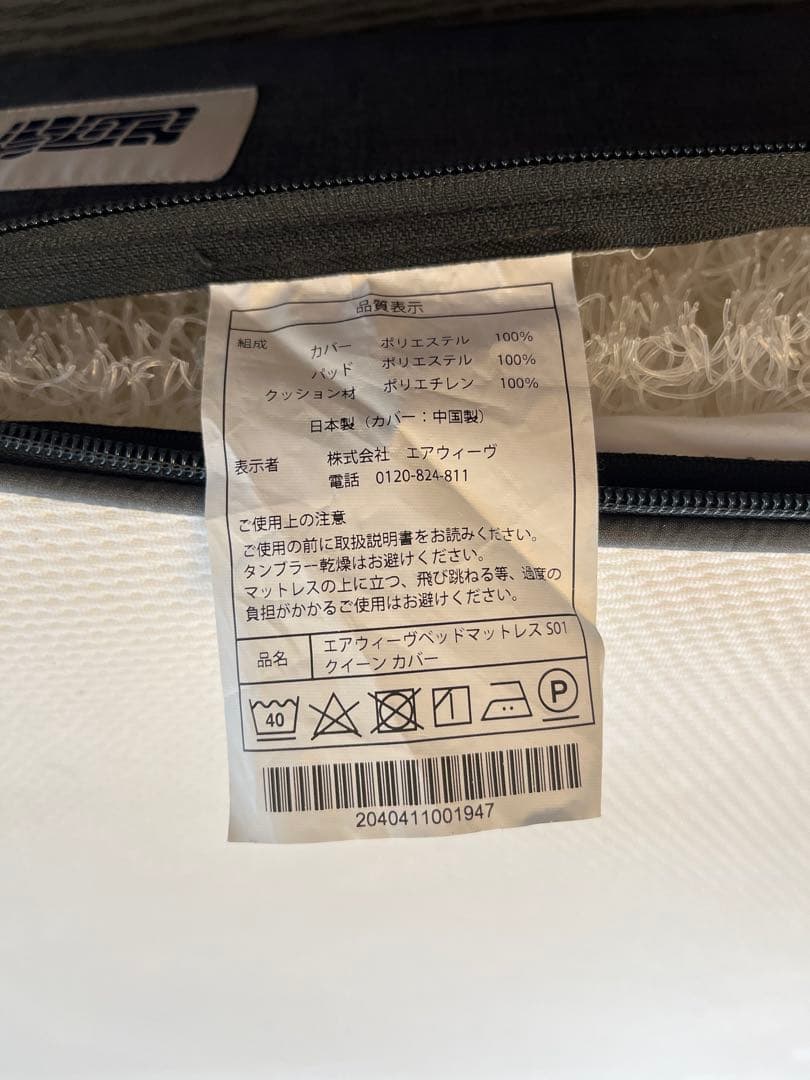 品質表示
組成 カバー ポリエステル 100%
パッド ポリエステル 100%
クッション材 ポリエチレン 100%
日本製（カバー：中国製）
表示者 株式会社 エアウィーヴ
電話 0120-824-811
ご使用上の注意
ご使用の前に取扱説明書をお読みください。
タンブラー乾燥はお避けください。
マットレスの上に立つ、飛び跳ねる等、過度の
負担がかかるご使用はお避けください。
品名 エアウィーヴベッドマットレス S01
クイーン カバー
40 P
2040411001947